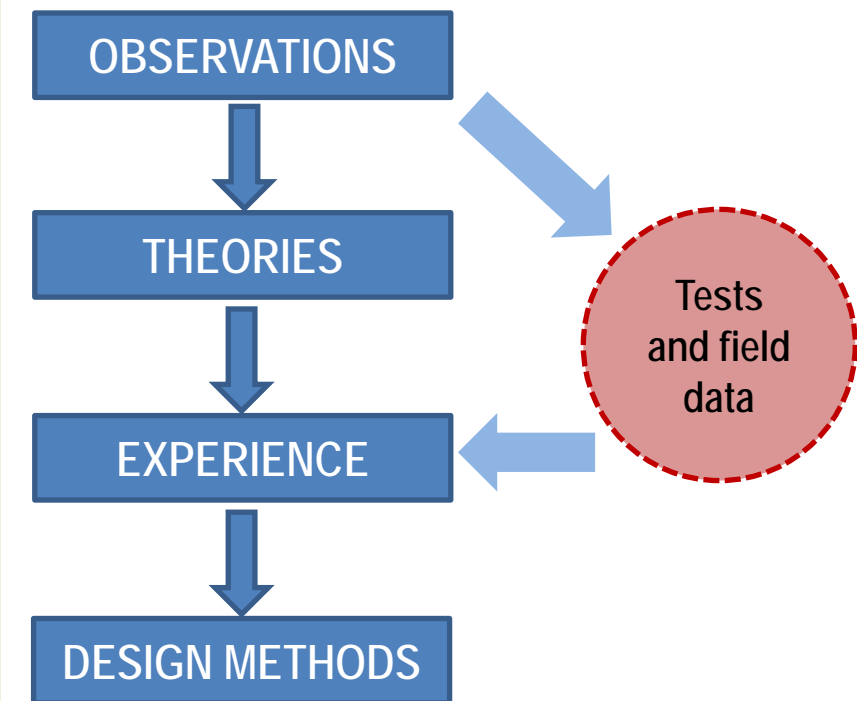 OBSERVATIONS
THEORIES
Tests
and field
data
EXPERIENCE
DESIGN METHODS